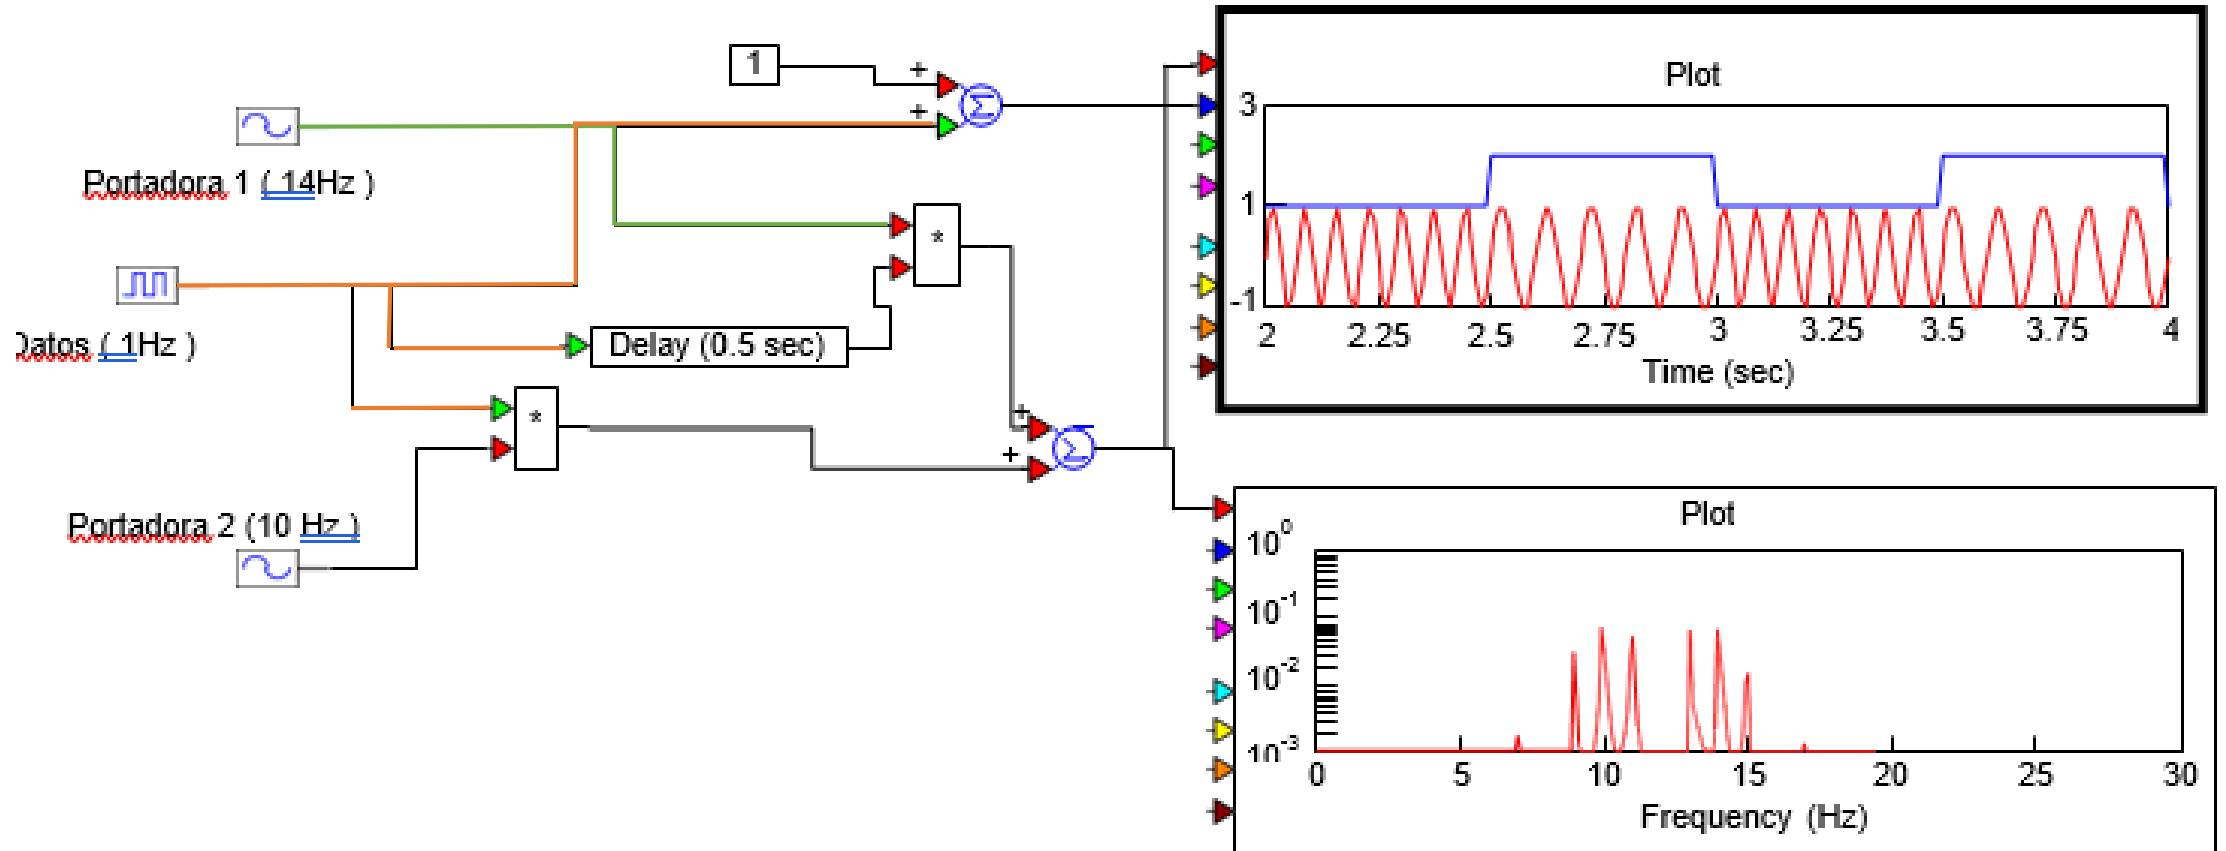 1
+
+
Σ
Portadora 1 ( 14Hz )
Datos ( 1Hz )
*
Delay (0.5 sec)
*
Portadora 2 (10 Hz )
+
+
Σ
Plot
3
1
-1
2 2.25 2.5 2.75 3 3.25 3.5 3.75 4
Time (sec)
Plot
10^0
10^-1
10^-2
10^-3
0 5 10 15 20 25 30
Frequency (Hz)